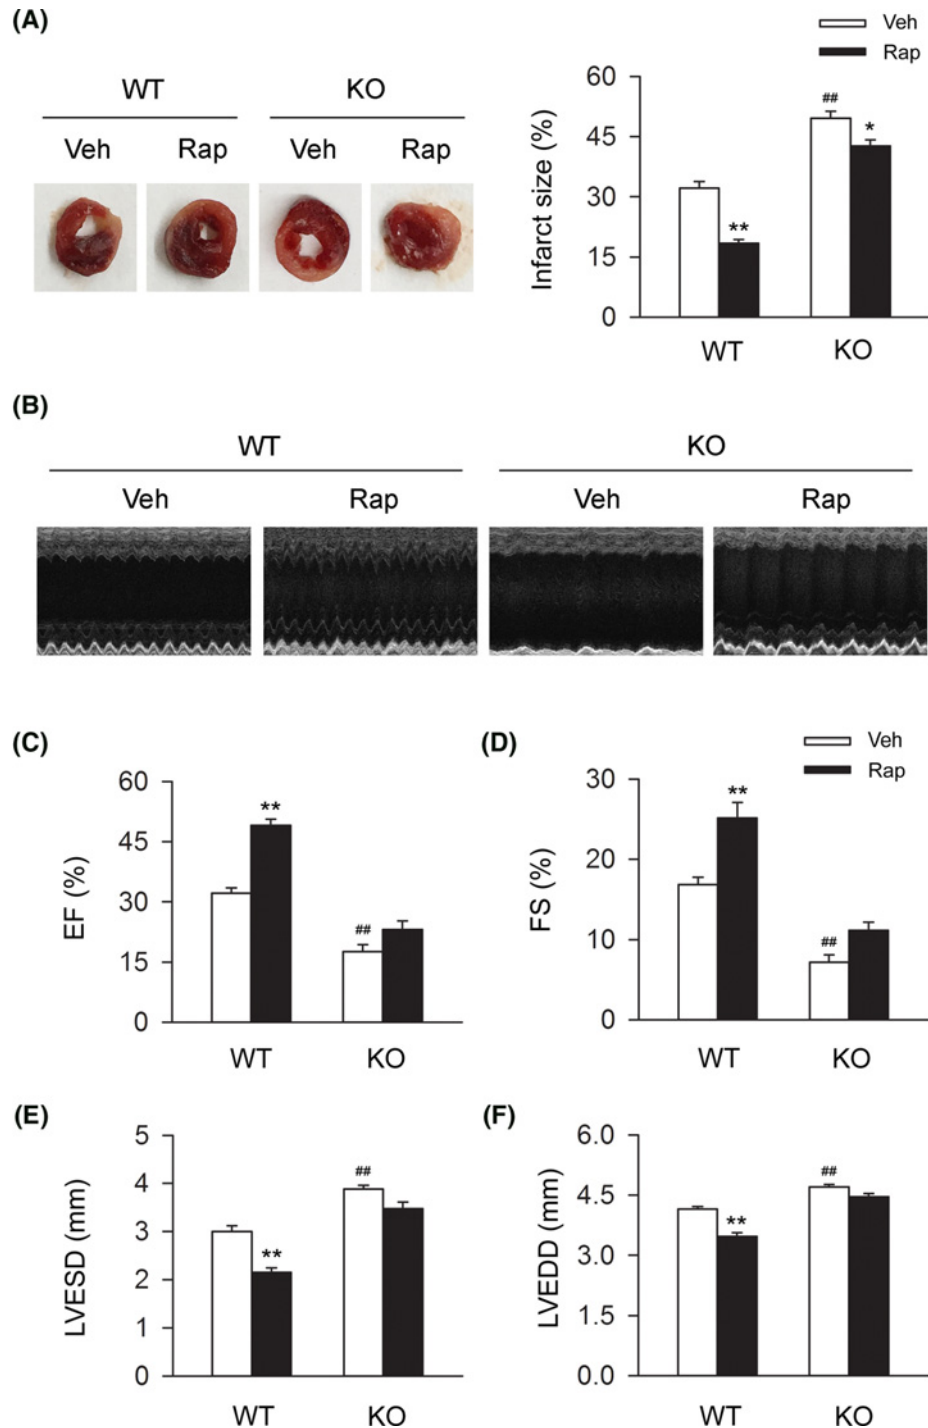 (A)
Veh
Rap
WT KO
Veh Rap Veh Rap
Infarct size (%)
60
45
30
15
0
##
*
**
WT KO
(B)
WT KO
Veh Rap Veh Rap
(C)
EF (%)
60
45
30
15
0
**
##
WT KO
(D)
Veh
Rap
FS (%)
30
20
10
0
**
##
WT KO
(E)
LVESD (mm)
5
4
3
2
1
0
##
**
WT KO
(F)
LVEDD (mm)
6.0
4.5
3.0
1.5
0.0
##
**
WT KO